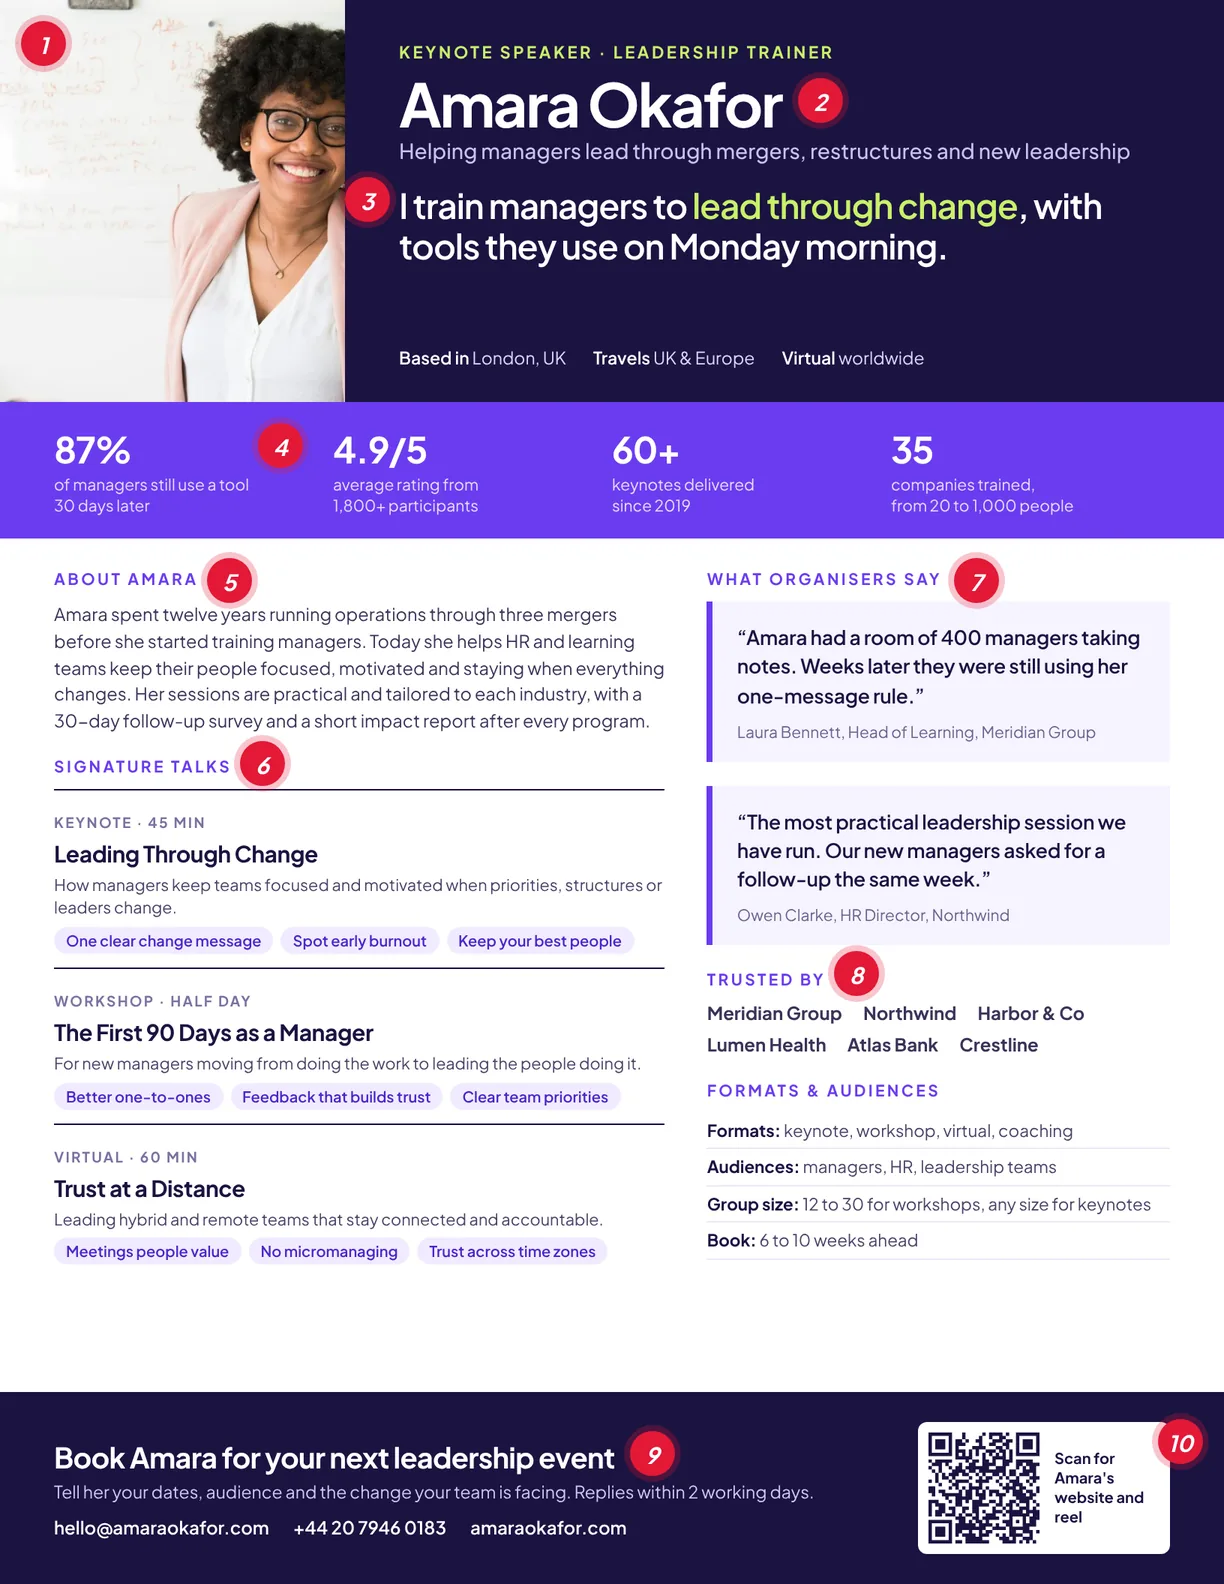 1
KEYNOTE SPEAKER · LEADERSHIP TRAINER
Amara Okafor
2
Helping managers lead through mergers, restructures and new leadership
3
I train managers to lead through change, with
tools they use on Monday morning.
Based in London, UK Travels UK & Europe Virtual worldwide
87%
of managers still use a tool
30 days later
4
4.9/5
average rating from
1,800+ participants
60+
keynotes delivered
since 2019
35
companies trained,
from 20 to 1,000 people
ABOUT AMARA
5
Amara spent twelve years running operations through three mergers
before she started training managers. Today she helps HR and learning
teams keep their people focused, motivated and staying when everything
changes. Her sessions are practical and tailored to each industry, with a
30-day follow-up survey and a short impact report after every program.
SIGNATURE TALKS
6
KEYNOTE · 45 MIN
Leading Through Change
How managers keep teams focused and motivated when priorities, structures or
leaders change.
One clear change message Spot early burnout Keep your best people
WORKSHOP · HALF DAY
The First 90 Days as a Manager
For new managers moving from doing the work to leading the people doing it.
Better one-to-ones Feedback that builds trust Clear team priorities
VIRTUAL · 60 MIN
Trust at a Distance
Leading hybrid and remote teams that stay connected and accountable.
Meetings people value No micromanaging Trust across time zones
WHAT ORGANISERS SAY
7
“Amara had a room of 400 managers taking
notes. Weeks later they were still using her
one-message rule.”
Laura Bennett, Head of Learning, Meridian Group
“The most practical leadership session we
have run. Our new managers asked for a
follow-up the same week.”
Owen Clarke, HR Director, Northwind
TRUSTED BY
8
Meridian Group Northwind Harbor & Co
Lumen Health Atlas Bank Crestline
FORMATS & AUDIENCES
Formats: keynote, workshop, virtual, coaching
Audiences: managers, HR, leadership teams
Group size: 12 to 30 for workshops, any size for keynotes
Book: 6 to 10 weeks ahead
Book Amara for your next leadership event
9
Tell her your dates, audience and the change your team is facing. Replies within 2 working days.
hello@amaraokafor.com +44 20 7946 0183 amaraokafor.com
10
Scan for
Amara's
website and
reel